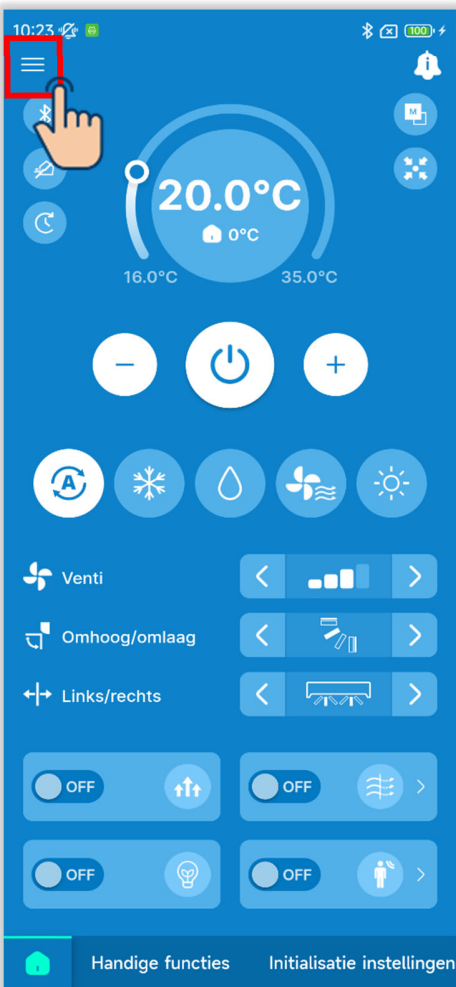 10:23 100
20.0°C
0°C
16.0°C 35.0°C
A
Venti
Omhoog/omlaag
Links/rechts
OFF OFF
OFF OFF
Handige functies Initialisatie instellingen